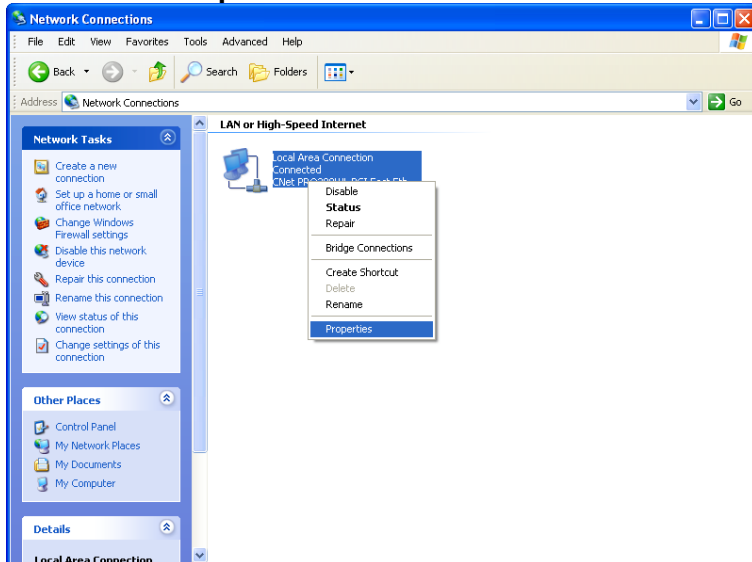 Network Connections
File Edit View Favorites Tools Advanced Help
Back Search Folders
Address Network Connections Go
Network Tasks
Create a new
connection
Set up a home or small
office network
Change Windows
Firewall settings
Disable this network
device
Repair this connection
Rename this connection
View status of this
connection
Change settings of this
connection
Other Places
Control Panel
My Network Places
My Documents
My Computer
Details
Local Area Connection
LAN or High-Speed Internet
Local Area Connection
Connected
CNet
Disable
Status
Repair
Bridge Connections
Create Shortcut
Delete
Rename
Properties